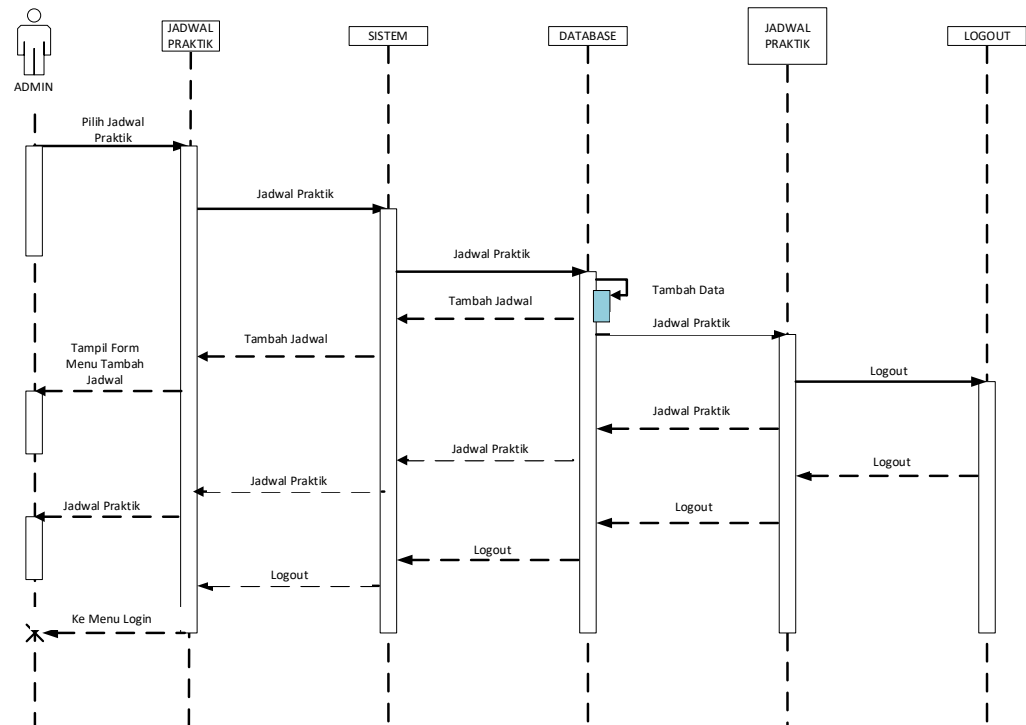 ADMIN
JADWAL
PRAKTIK
SISTEM
DATABASE
JADWAL
PRAKTIK
LOGOUT
Pilih Jadwal
Praktik
Jadwal Praktik
Jadwal Praktik
Tambah Data
Tambah Jadwal
Jadwal Praktik
Tambah Jadwal
Tampil Form
Menu Tambah
Jadwal
Logout
Jadwal Praktik
Jadwal Praktik
Logout
Jadwal Praktik
Jadwal Praktik
Logout
Logout
Logout
Ke Menu Login